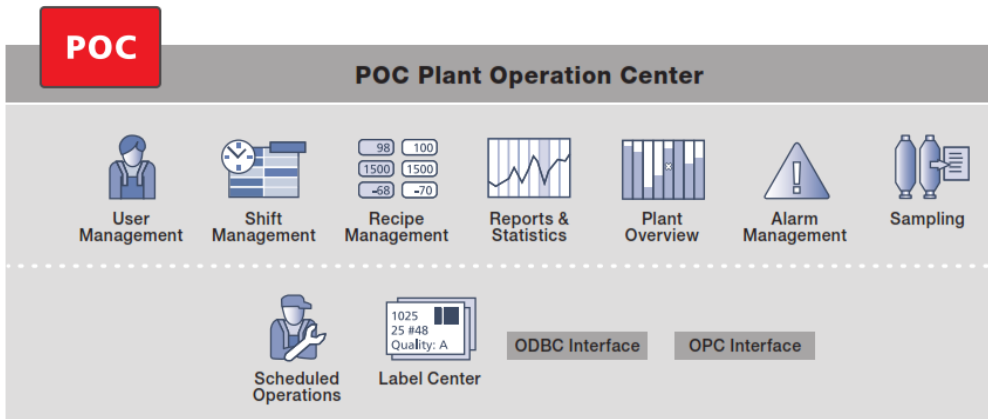 POC
POC Plant Operation Center
98 100
1500 1500
-68 -70
User
Management
Shift
Management
Recipe
Management
Reports &
Statistics
Plant
Overview
Alarm
Management
Sampling
1025
25 #48
Quality: A
Scheduled
Operations
Label Center
ODBC Interface
OPC Interface